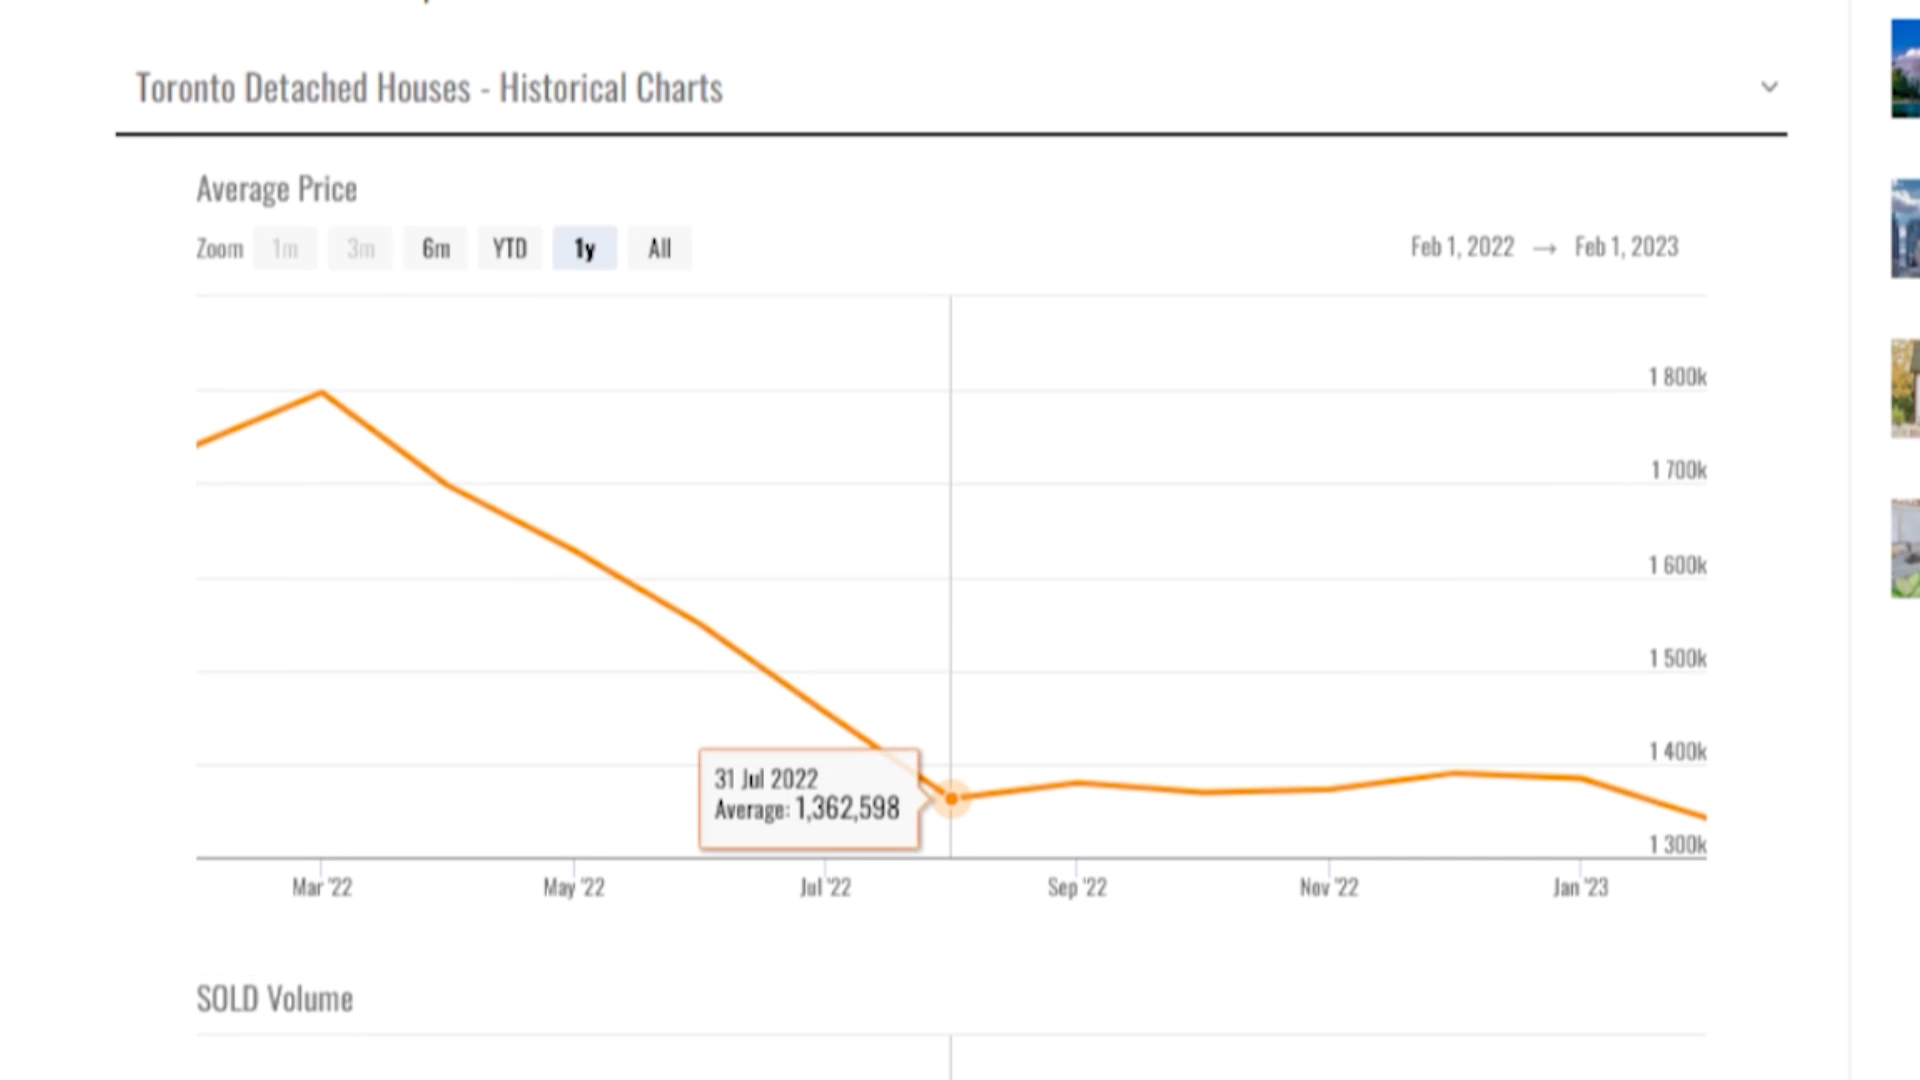 Toronto Detached Houses - Historical Charts
Average Price
Zoom 1m 3m 6m YTD 1y All
Feb 1, 2022 → Feb 1, 2023
1 800k
1 700k
1 600k
1 500k
1 400k
1 300k
31 Jul 2022
Average: 1,362,598
Mar '22 May '22 Jul '22 Sep '22 Nov '22 Jan '23
SOLD Volume